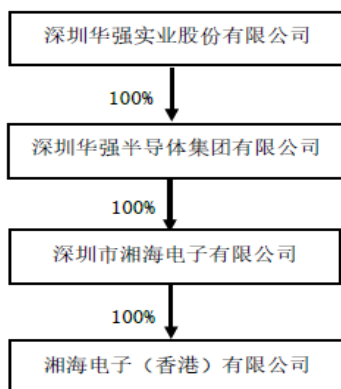 深圳华强实业股份有限公司
100%
深圳华强半导体集团有限公司
100%
深圳市湘海电子有限公司
100%
湘海电子（香港）有限公司